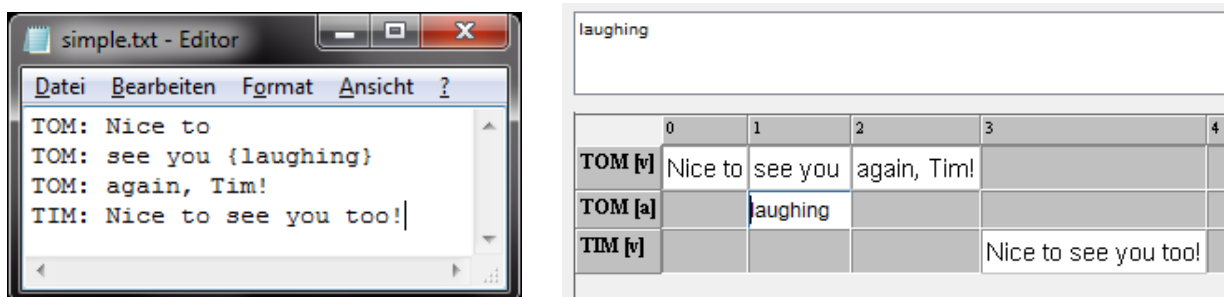 simple.txt - Editor
Datei Bearbeiten Format Ansicht ?
TOM: Nice to
TOM: see you {laughing}
TOM: again, Tim!
TIM: Nice to see you too!
laughing
0 1 2 3 4
TOM [v] Nice to see you again, Tim!
TOM [a] laughing
TIM [v] Nice to see you too!